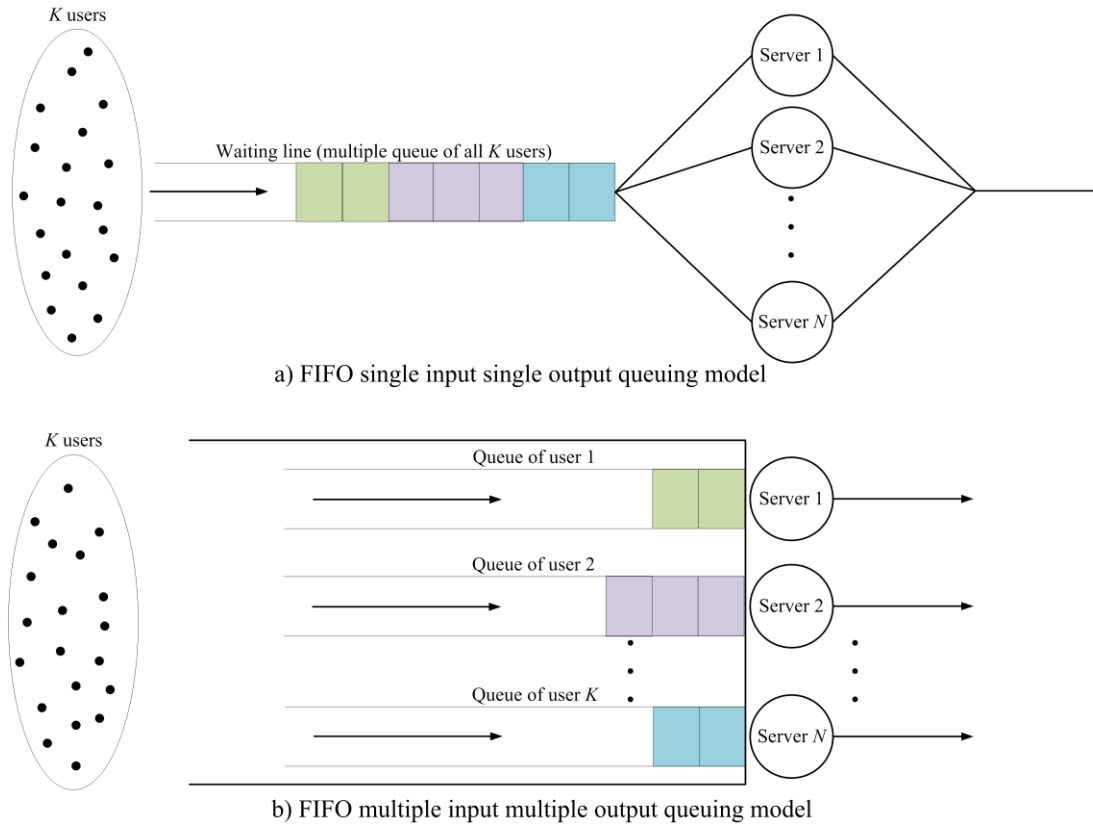 K users
Server 1
Waiting line (multiple queue of all K users)
Server 2
Server N
a) FIFO single input single output queuing model
K users
Queue of user 1
Server 1
Queue of user 2
Server 2
Queue of user K
Server N
b) FIFO multiple input multiple output queuing model